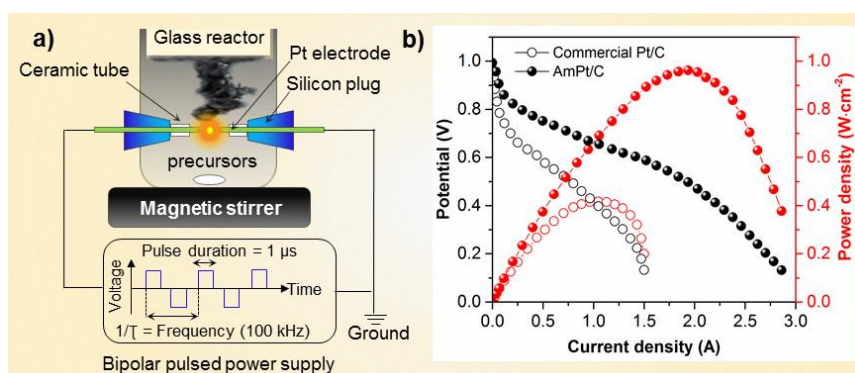 a)
Glass reactor
Ceramic tube
Pt electrode
Silicon plug
precursors
Magnetic stirrer
Pulse duration = 1 μs
Voltage
Time
1/τ = Frequency (100 kHz)
Ground
Bipolar pulsed power supply
b)
Commercial Pt/C
AmPt/C
Potential (V)
1.0
0.8
0.6
0.4
0.2
0.0
0.0 0.5 1.0 1.5 2.0 2.5 3.0
Current density (A)
1.0
0.8
0.6
0.4
0.2
0.0
Power density (W·cm⁻²)